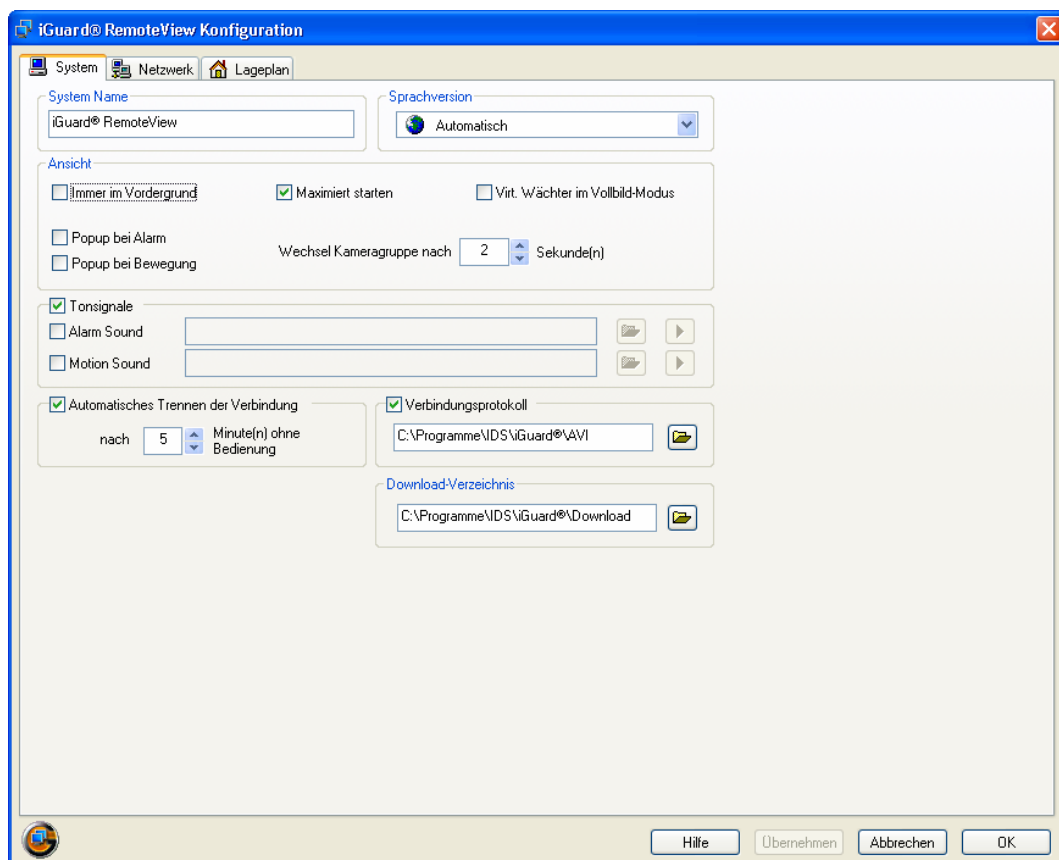 iGuard® RemoteView Konfiguration
System Netzwerk Lageplan
System Name
iGuard® RemoteView
Sprachversion
Automatisch
Ansicht
Immer im Vordergrund
Maximiert starten
Virt. Wächter im Vollbild-Modus
Popup bei Alarm
Popup bei Bewegung
Wechsel Kameragruppe nach 2 Sekunde(n)
Tonsignale
Alarm Sound
Motion Sound
Automatisches Trennen der Verbindung
nach 5 Minute(n) ohne
Bedienung
Verbindungsprotokoll
C:\Programme\IDS\iGuard®\AVI
Download-Verzeichnis
C:\Programme\IDS\iGuard®\Download
Hilfe Übernehmen Abbrechen OK